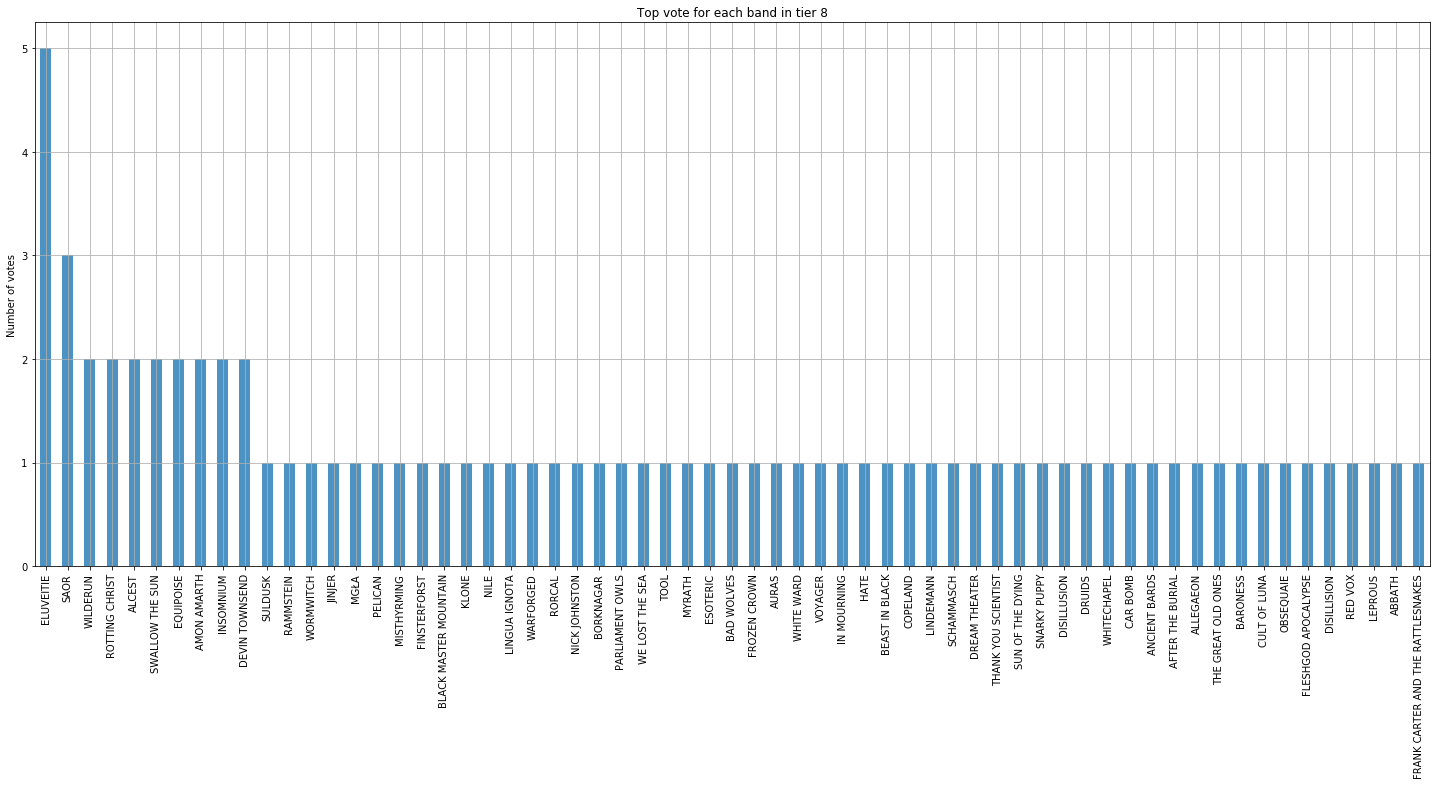 Top vote for each band in tier 8
Number of votes
5
4
3
2
1
0
ELUVEITIE
SAOR
WILDERUN
ROTTING CHRIST
ALCEST
SWALLOW THE SUN
EQUIPOISE
AMON AMARTH
INSOMNIUM
DEVIN TOWNSEND
SULDUSK
RAMMSTEIN
WORMWITCH
JINJER
MGŁA
PELICAN
MISTHYRMING
FINSTERFORST
BLACK MASTER MOUNTAIN
KLONE
NILE
LINGUA IGNOTA
WARFORGED
RORCAL
NICK JOHNSTON
BORKNAGAR
PARLIAMENT OWLS
WE LOST THE SEA
TOOL
MYRATH
ESOTERIC
BAD WOLVES
FROZEN CROWN
AURAS
WHITE WARD
VOYAGER
IN MOURNING
HATE
BEAST IN BLACK
COPELAND
LINDEMANN
SCHAMMASCH
DREAM THEATER
THANK YOU SCIENTIST
SUN OF THE DYING
SNARKY PUPPY
DISILLUSION
DRUIDS
WHITECHAPEL
CAR BOMB
ANCIENT BARDS
AFTER THE BURIAL
ALLEGAEON
THE GREAT OLD ONES
BARONESS
CULT OF LUNA
OBSEQUIAE
FLESHGOD APOCALYPSE
DISILLISION
RED VOX
LEPROUS
ABBATH
FRANK CARTER AND THE RATTLESNAKES